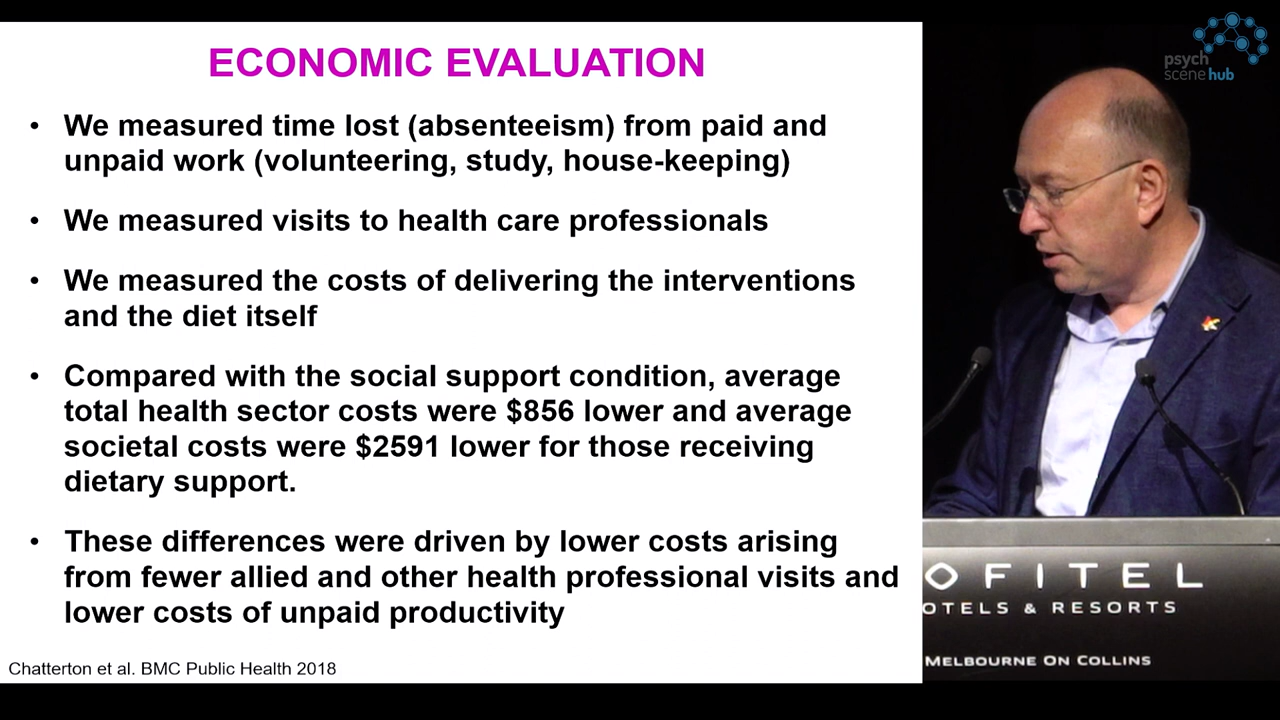 ECONOMIC EVALUATION
• We measured time lost (absenteeism) from paid and
unpaid work (volunteering, study, house-keeping)
• We measured visits to health care professionals
• We measured the costs of delivering the interventions
and the diet itself
• Compared with the social support condition, average
total health sector costs were $856 lower and average
societal costs were $2591 lower for those receiving
dietary support.
• These differences were driven by lower costs arising
from fewer allied and other health professional visits and
lower costs of unpaid productivity
Chatterton et al. BMC Public Health 2018
psych
scene hub
OFITEL
OTELS & RESORTS
MELBOURNE ON COLLINS